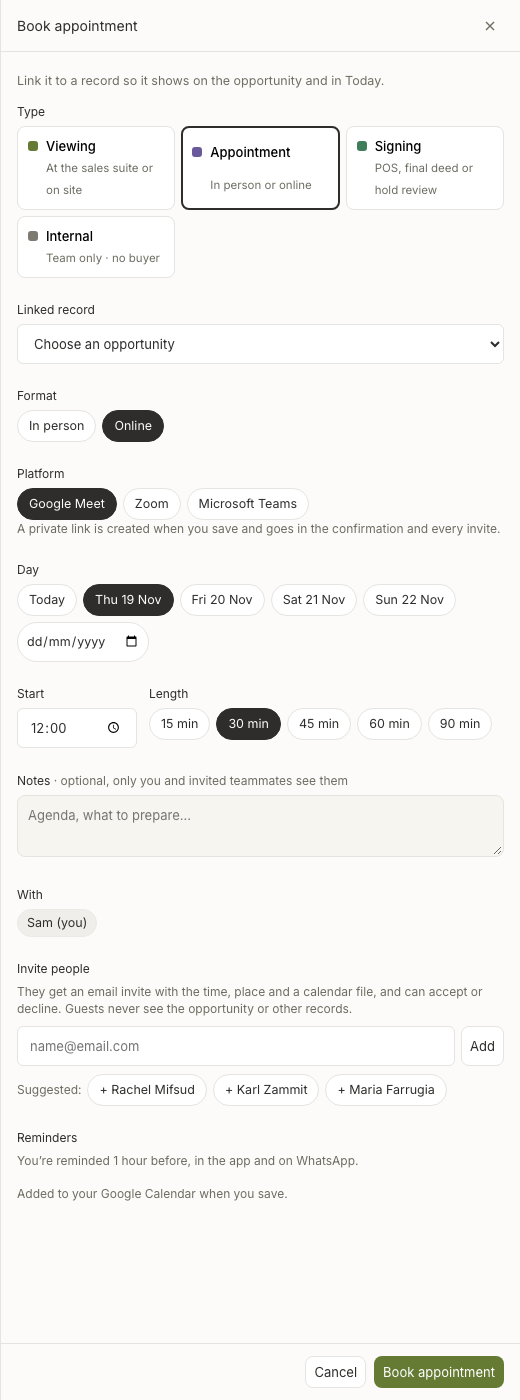 Book appointment
Link it to a record so it shows on the opportunity and in Today.
Type
Viewing
At the sales suite or
on site
Appointment
In person or online
Signing
POS, final deed or
hold review
Internal
Team only · no buyer
Linked record
Choose an opportunity
Format
In person
Online
Platform
Google Meet
Zoom
Microsoft Teams
A private link is created when you save and goes in the confirmation and every invite.
Day
Today
Thu 19 Nov
Fri 20 Nov
Sat 21 Nov
Sun 22 Nov
dd/mm/yyyy
Start
Length
12:00
15 min
30 min
45 min
60 min
90 min
Notes · optional, only you and invited teammates see them
Agenda, what to prepare...
With
Sam (you)
Invite people
They get an email invite with the time, place and a calendar file, and can accept or
decline. Guests never see the opportunity or other records.
name@email.com
Add
Suggested:
+ Rachel Mifsud
+ Karl Zammit
+ Maria Farrugia
Reminders
You’re reminded 1 hour before, in the app and on WhatsApp.
Added to your Google Calendar when you save.
Cancel
Book appointment